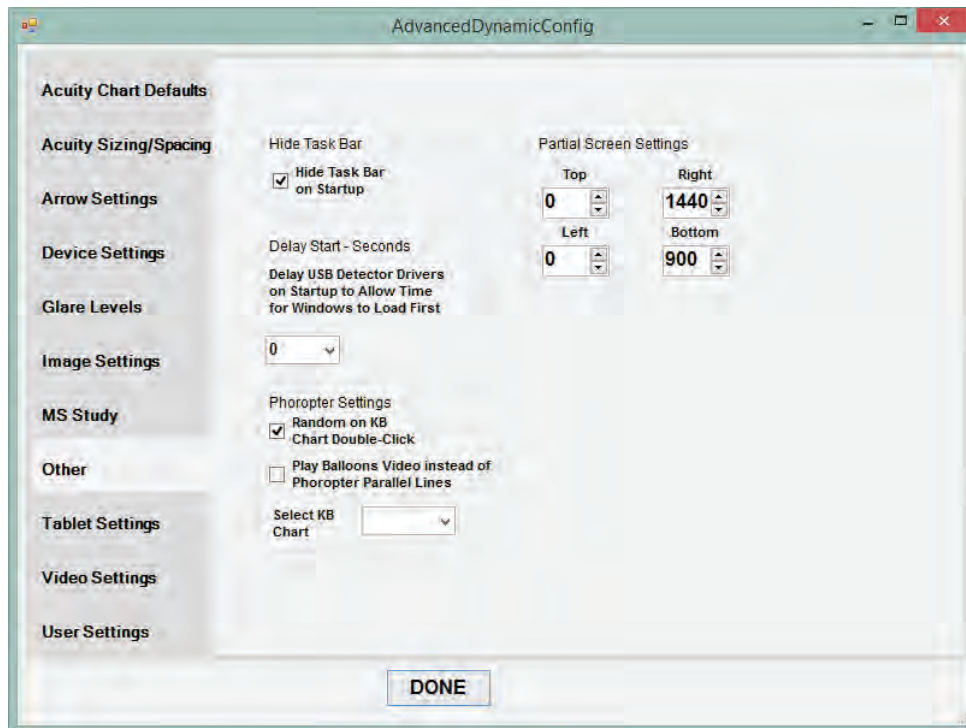 AdvancedDynamicConfig
Acuity Chart Defaults
Acuity Sizing/Spacing
Arrow Settings
Device Settings
Glare Levels
Image Settings
MS Study
Other
Tablet Settings
Video Settings
User Settings
Hide Task Bar
Hide Task Bar
on Startup
Delay Start - Seconds
Delay USB Detector Drivers
on Startup to Allow Time
for Windows to Load First
0
Phoropter Settings
Random on KB
Chart Double-Click
Play Balloons Video instead of
Phoropter Parallel Lines
Select KB
Chart
Partial Screen Settings
Top Right
0 1440
Left Bottom
0 900
DONE